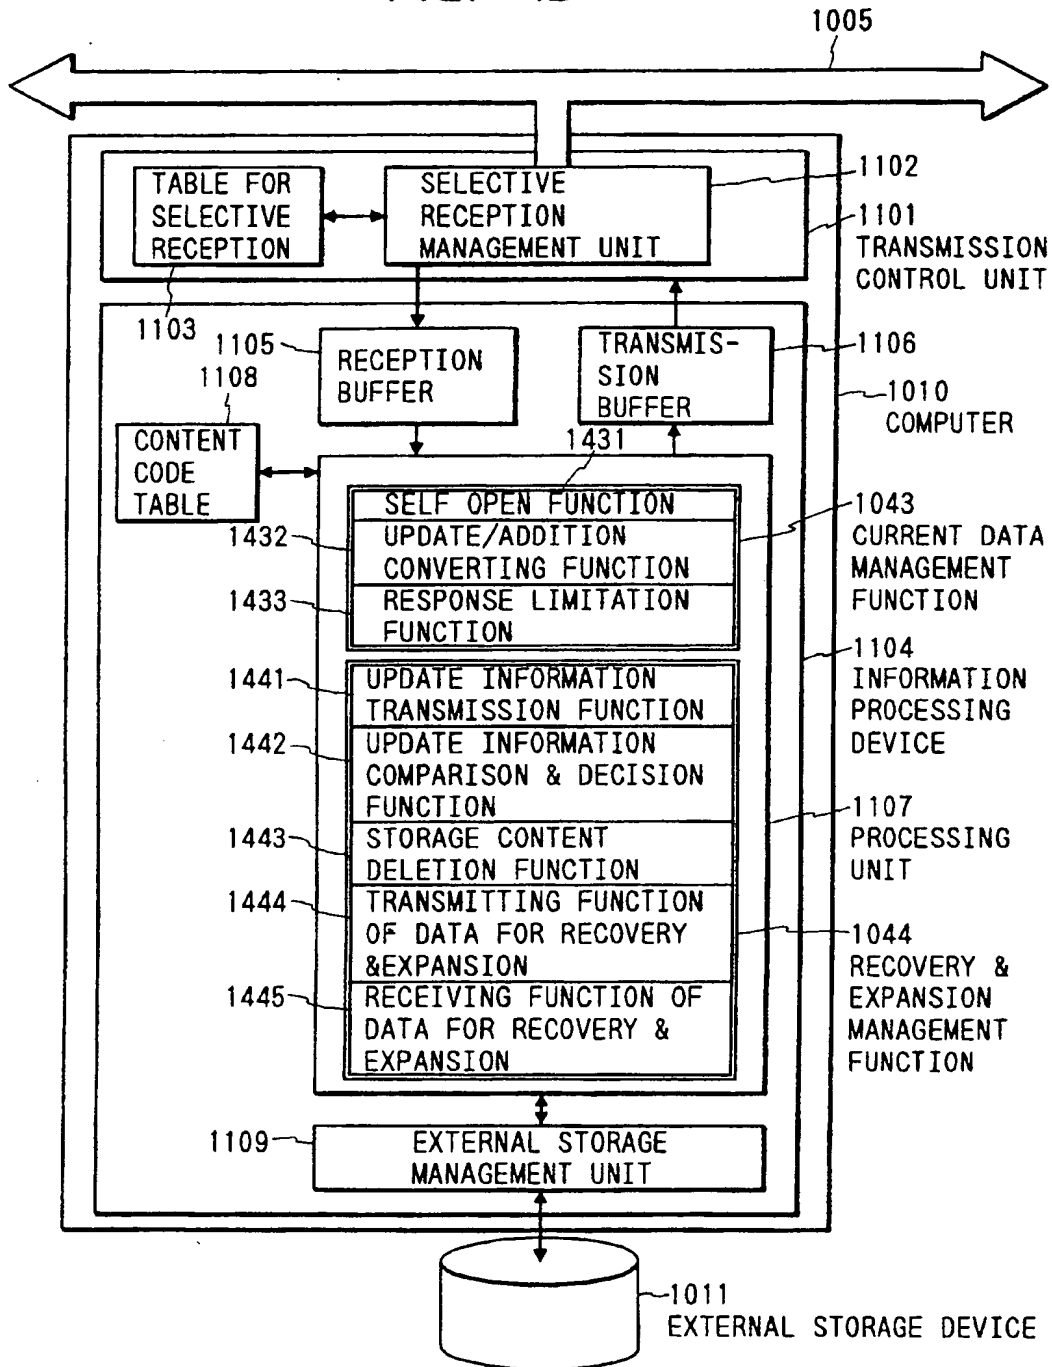 1005
TABLE FOR
SELECTIVE
RECEPTION
SELECTIVE
RECEPTION
MANAGEMENT UNIT
1102
1101
TRANSMISSION
CONTROL UNIT
1103
1105
RECEPTION
BUFFER
TRANSMIS-
SION
BUFFER
1106
1108
1010
COMPUTER
CONTENT
CODE
TABLE
1431
SELF OPEN FUNCTION
1432
UPDATE/ADDITION
CONVERTING FUNCTION
1433
RESPONSE LIMITATION
FUNCTION
1043
CURRENT DATA
MANAGEMENT
FUNCTION
1104
INFORMATION
PROCESSING
DEVICE
1441
UPDATE INFORMATION
TRANSMISSION FUNCTION
1442
UPDATE INFORMATION
COMPARISON & DECISION
FUNCTION
1107
PROCESSING
UNIT
1443
STORAGE CONTENT
DELETION FUNCTION
1444
TRANSMITTING FUNCTION
OF DATA FOR RECOVERY
&EXPANSION
1044
RECOVERY &
EXPANSION
MANAGEMENT
FUNCTION
1445
RECEIVING FUNCTION OF
DATA FOR RECOVERY &
EXPANSION
1109
EXTERNAL STORAGE
MANAGEMENT UNIT
1011
EXTERNAL STORAGE DEVICE